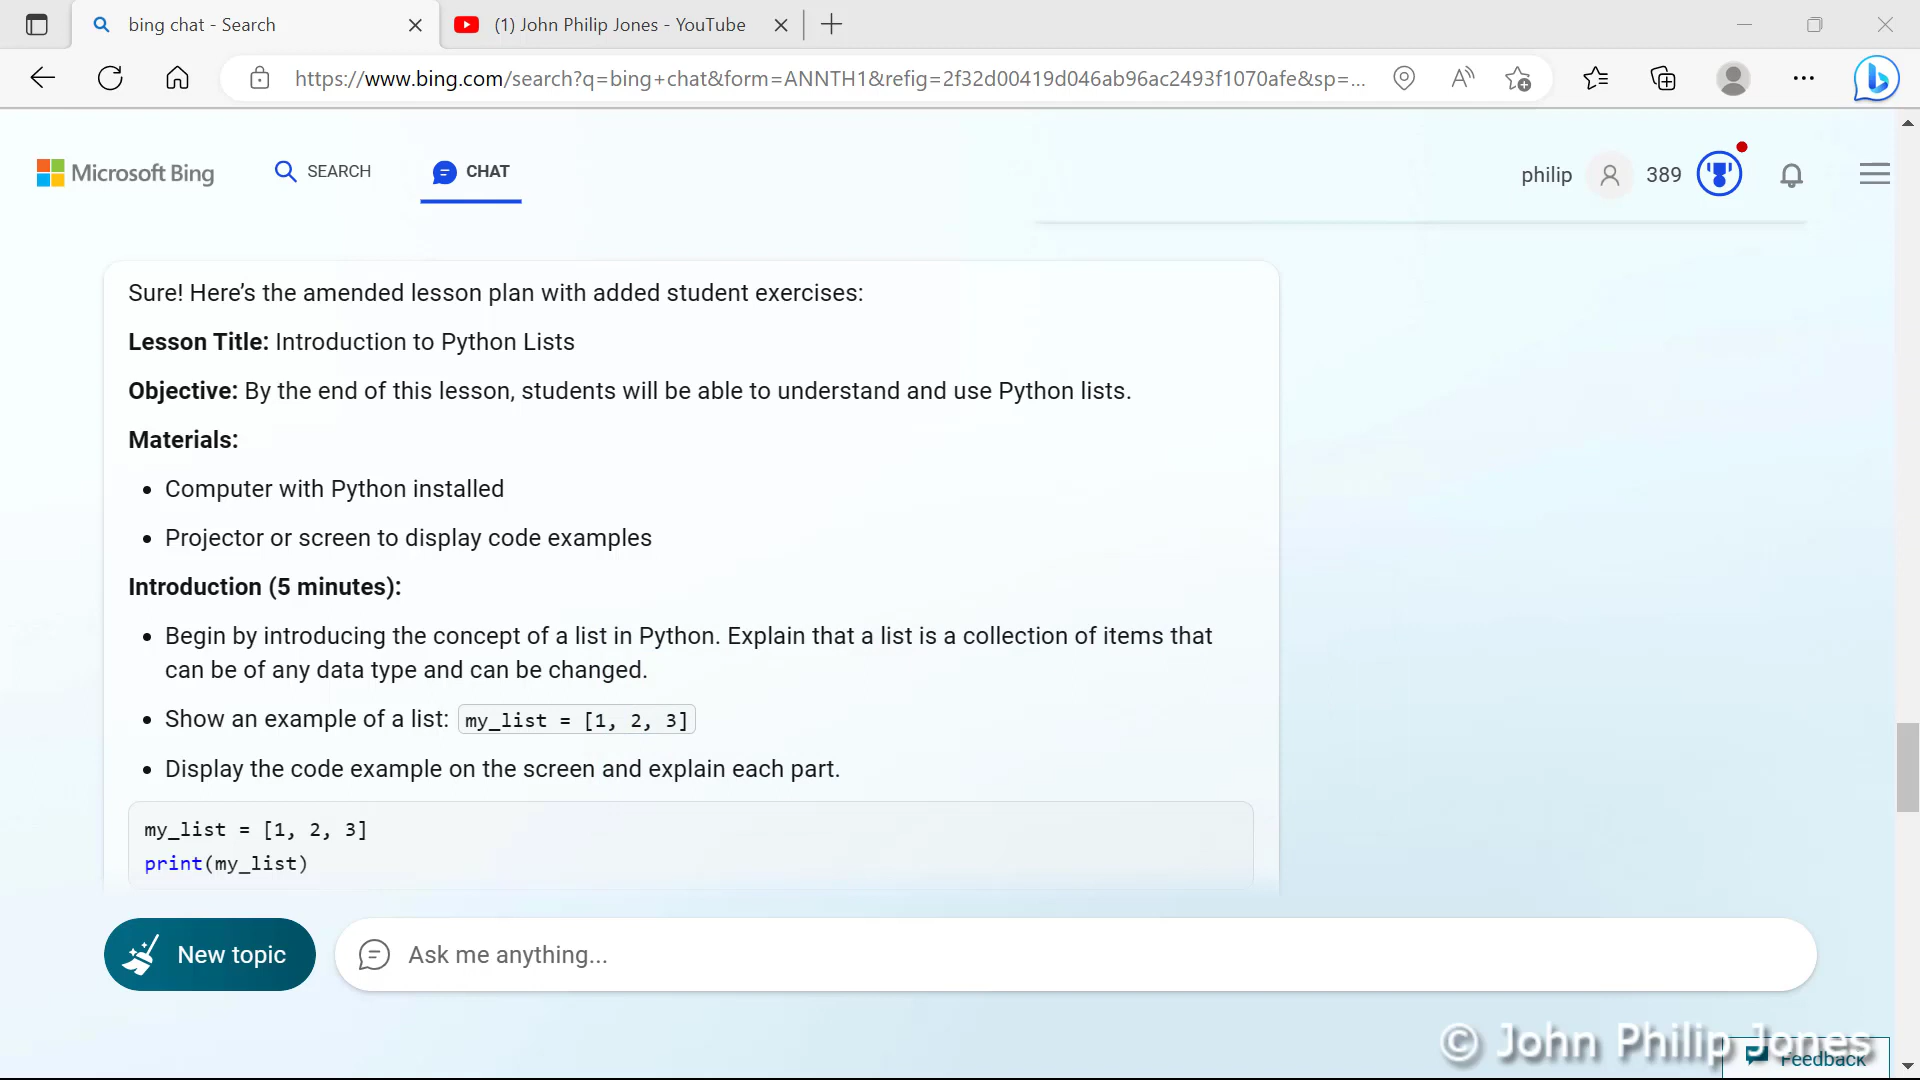 bing chat - Search
(1) John Philip Jones - YouTube
https://www.bing.com/search?q=bing+chat&form=ANNTH1&refig=2f32d00419d046ab96ac2493f1070afe&sp=...
Microsoft Bing
SEARCH
CHAT
philip
389
Sure! Here’s the amended lesson plan with added student exercises:
Lesson Title: Introduction to Python Lists
Objective: By the end of this lesson, students will be able to understand and use Python lists.
Materials:
• Computer with Python installed
• Projector or screen to display code examples
Introduction (5 minutes):
• Begin by introducing the concept of a list in Python. Explain that a list is a collection of items that
can be of any data type and can be changed.
• Show an example of a list: my_list = [1, 2, 3]
• Display the code example on the screen and explain each part.
my_list = [1, 2, 3]
print(my_list)
New topic
Ask me anything...
© John Philip Jones
Feedback